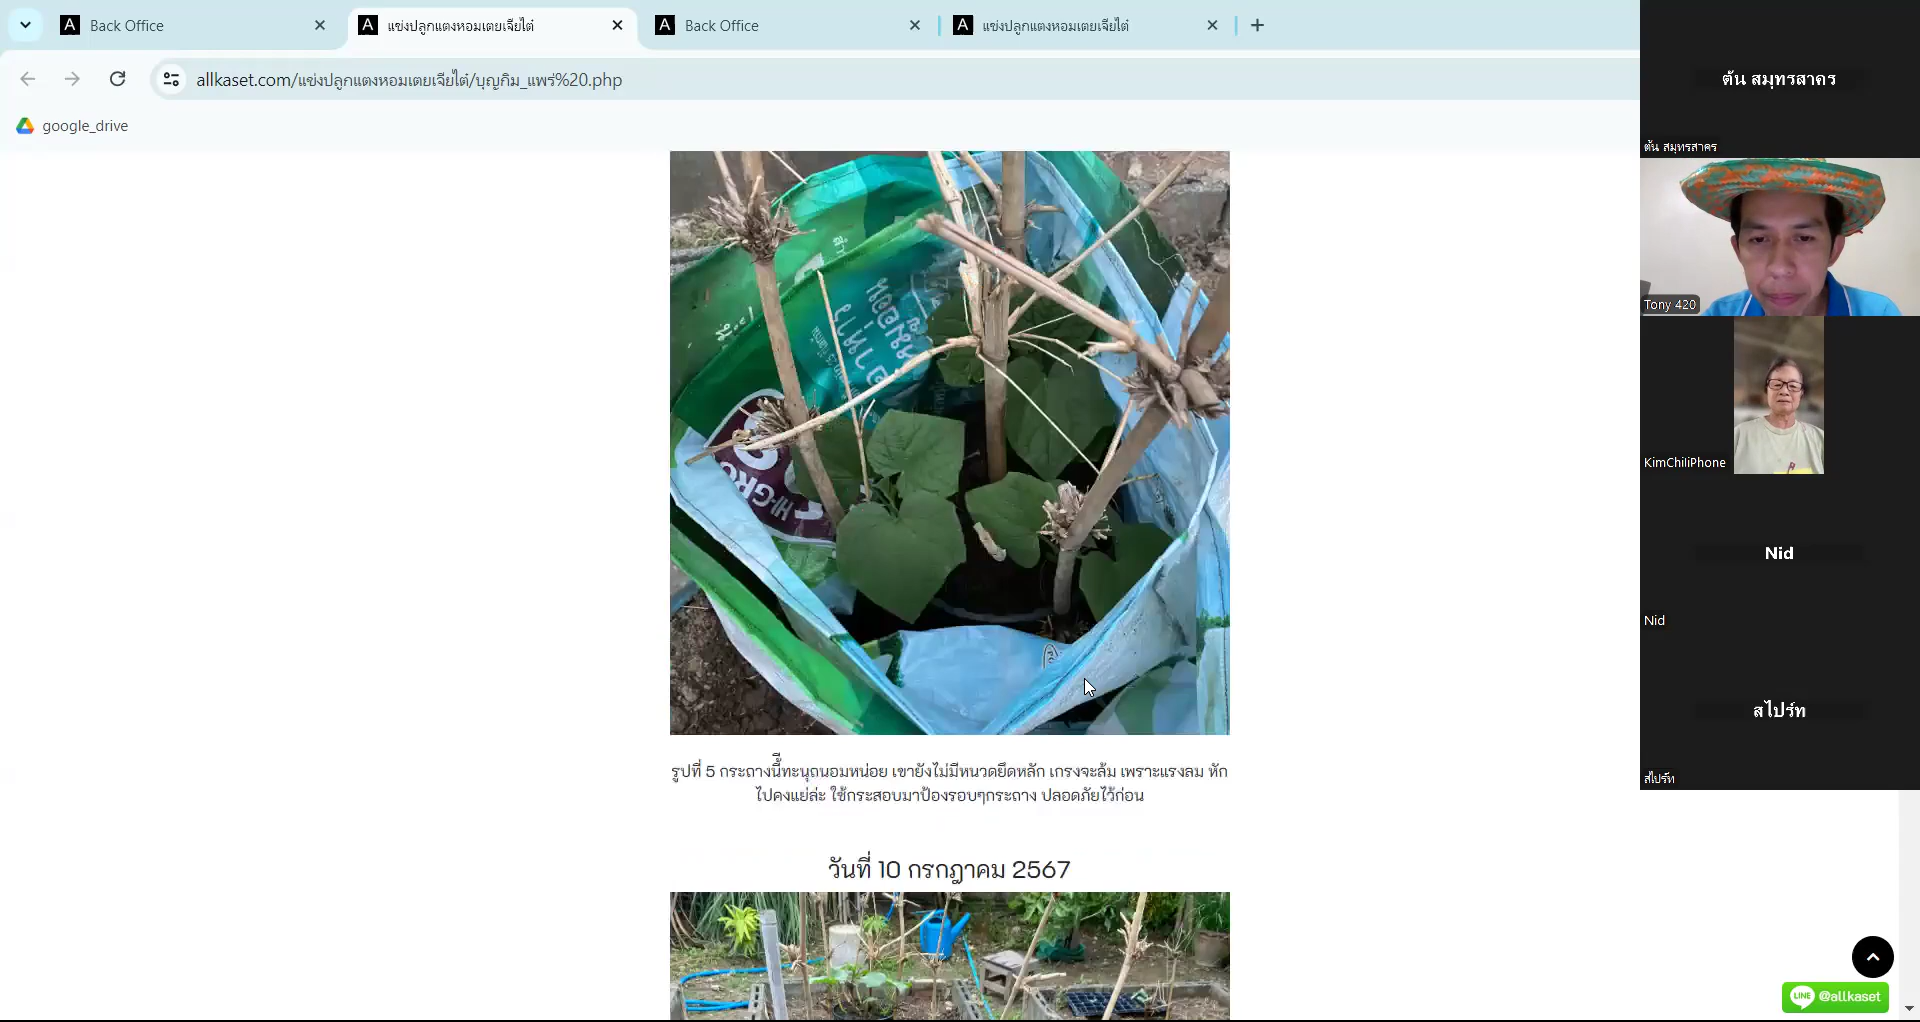 Back Office
แข่งปลูกแตงหอมเตยเจียไต๋
Back Office
แข่งปลูกแตงหอมเตยเจียไต๋
allkaset.com/แข่งปลูกแตงหอมเตยเจียไต๋/บุญกิม_แพร่%20.php
google_drive
ต้น สมุทรสาคร
ต้น สมุทรสาคร
Tony 420
KimChiliPhone
Nid
Nid
สไปร์ท
สไปร์ท
HI-GRO
รูปที่ 5 กระถางนี้ทะนุถนอมหน่อย เขายังไม่มีหนวดยึดหลัก เกรงจะล้ม เพราะแรงลม หัก
ไปคงแย่ล่ะ ใช้กระสอบมาป้องรอบๆกระถาง ปลอดภัยไว้ก่อน
วันที่ 10 กรกฎาคม 2567
LINE @allkaset